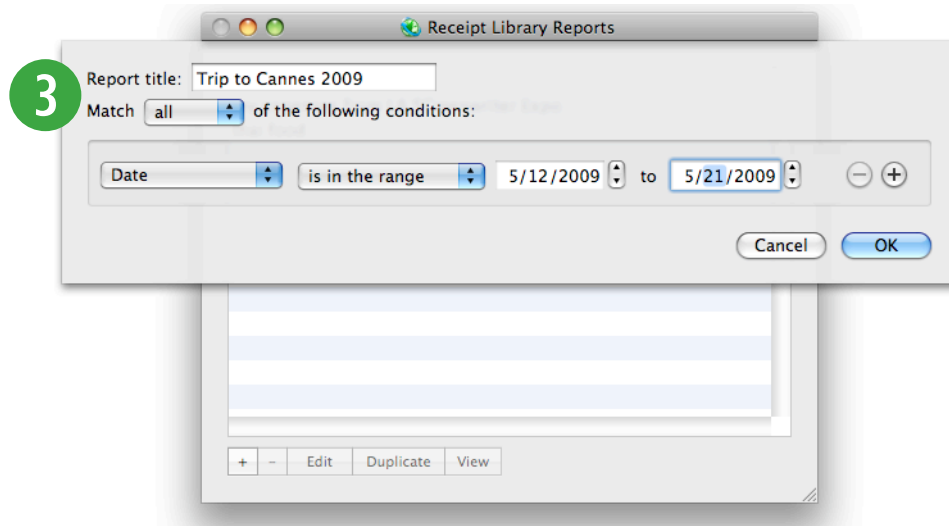 Receipt Library Reports
3
Report title: Trip to Cannes 2009
Match all of the following conditions:
Date is in the range 5/12/2009 to 5/21/2009 − +
Cancel OK
+ - Edit Duplicate View